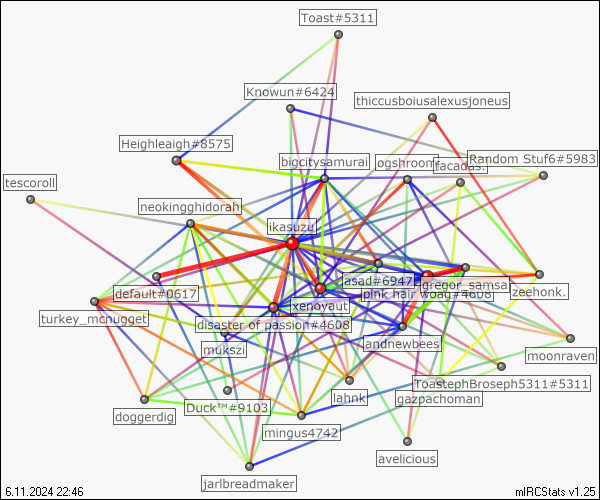 Toast#5311
Knowun#6424
thiccusboiusalexusjoneus
Heighleaigh#8575
bigcitysamurai
ogshroom
facadas.
Random Stuf6#5983
tescoroll
neokingghidorah
ikasuzu
asad#6947
gregor_samsa
default#0617
xenoyaut
pink hair woag#4608
zeehonk.
turkey_mcnugget
disaster of passion#4608
mukszi
andnewbees
moonraven
ToastephBroseph5311#5311
Duck™#9103
lahnk
gazpachoman
doggerdig
mingus4742
avelicious
jarlbreadmaker
6.11.2024 22:46
mIRCStats v1.25